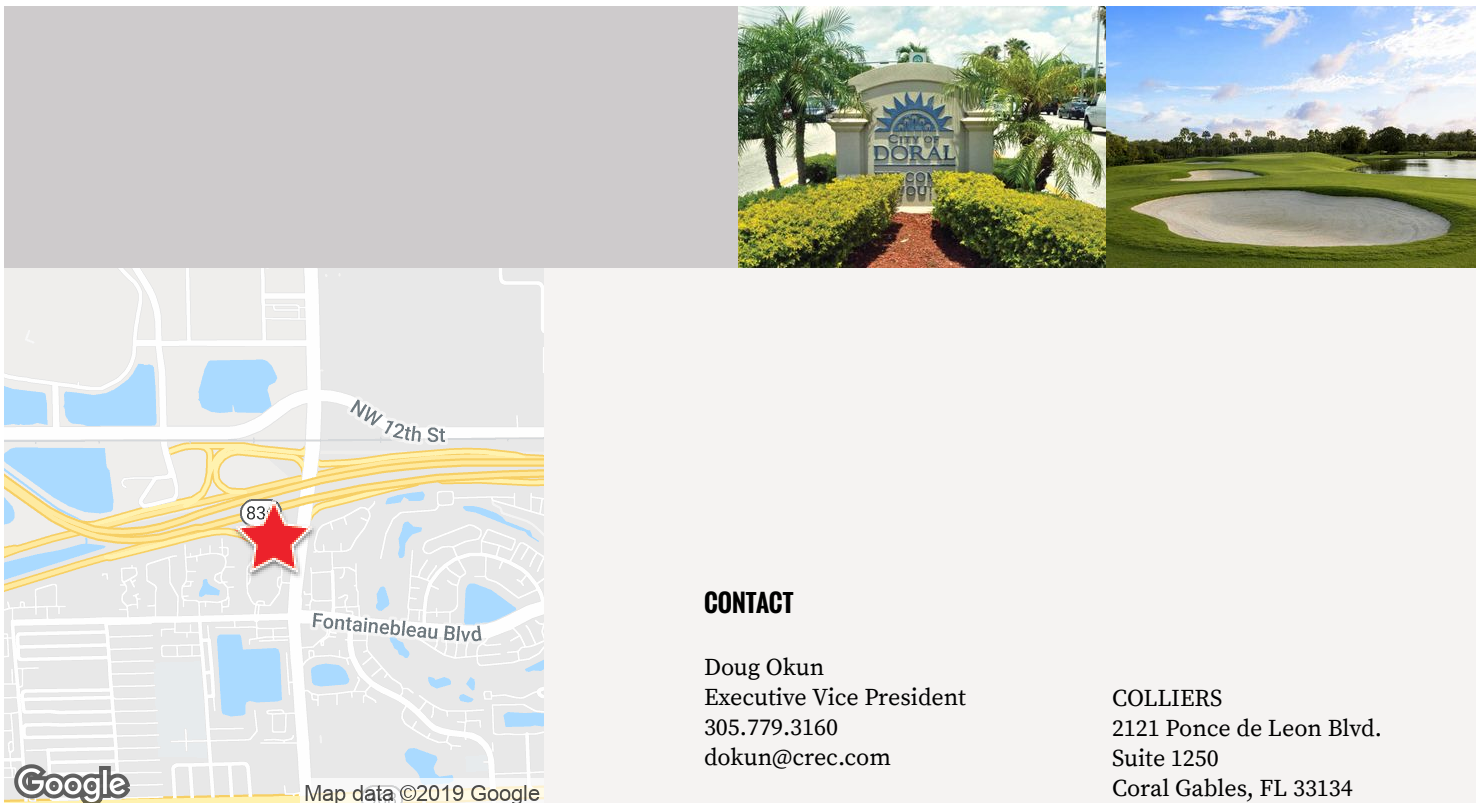 CITY OF
DORAL
NW 12th St
83
Fontainebleau Blvd
Google
Map data ©2019 Google
CONTACT
Doug Okun
Executive Vice President
305.779.3160
dokun@crec.com
COLLIERS
2121 Ponce de Leon Blvd.
Suite 1250
Coral Gables, FL 33134